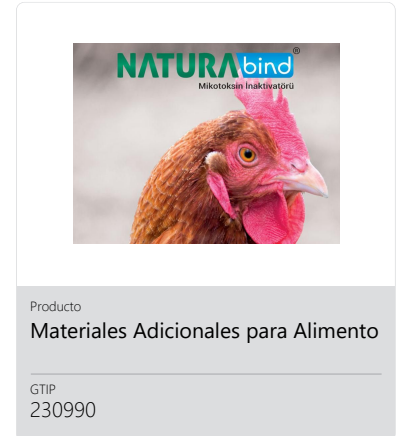 NATURAbind®
Mikotoksin İnaktivatörü
Producto
Materiales Adicionales para Alimento
GTIP
230990